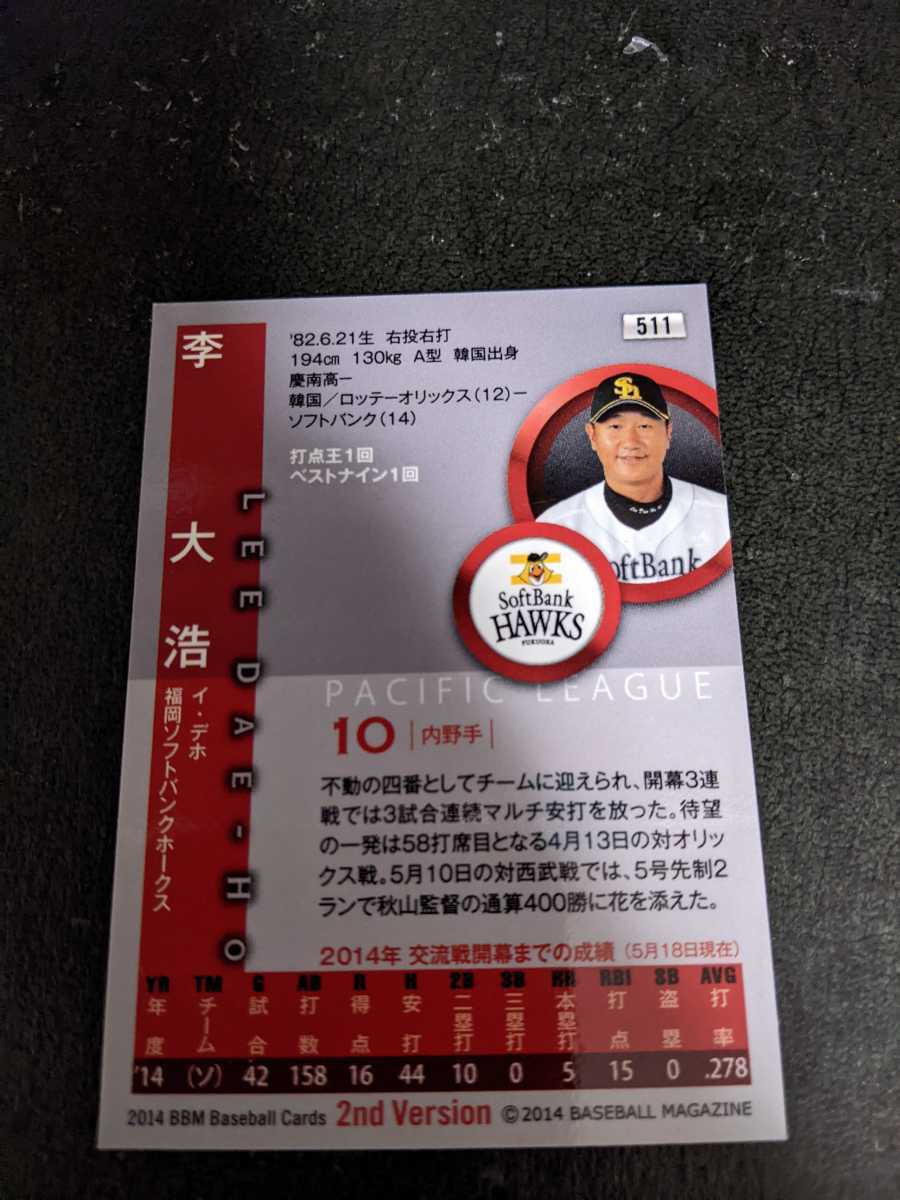 511
李 大 浩
LEE DAE-HO
イ・デホ
福岡ソフトバンクホークス
'82.6.21生 右投右打
194cm 130kg A型 韓国出身
慶南高ー
韓国/ロッテーオリックス(12)ー
ソフトバンク(14)
打点王1回
ベストナイン1回
SoftBank
SoftBank
HAWKS
FUKUOKA
PACIFIC LEAGUE
10 |内野手|
不動の四番としてチームに迎えられ、開幕3連
戦では3試合連続マルチ安打を放った。待望
の一発は58打席目となる4月13日の対オリッ
クス戦。5月10日の対西武戦では、5号先制2
ランで秋山監督の通算400勝に花を添えた。
2014年 交流戦開幕までの成績 (5月18日現在)
YR TM G AB R H 2B 3B HR RBI SB AVG
年度 チーム 試合 打数 得点 安打 二塁打 三塁打 本塁打 打点 盗塁 打率
'14 (ソ) 42 158 16 44 10 0 5 15 0 .278
2014 BBM Baseball Cards 2nd Version ©2014 BASEBALL MAGAZINE